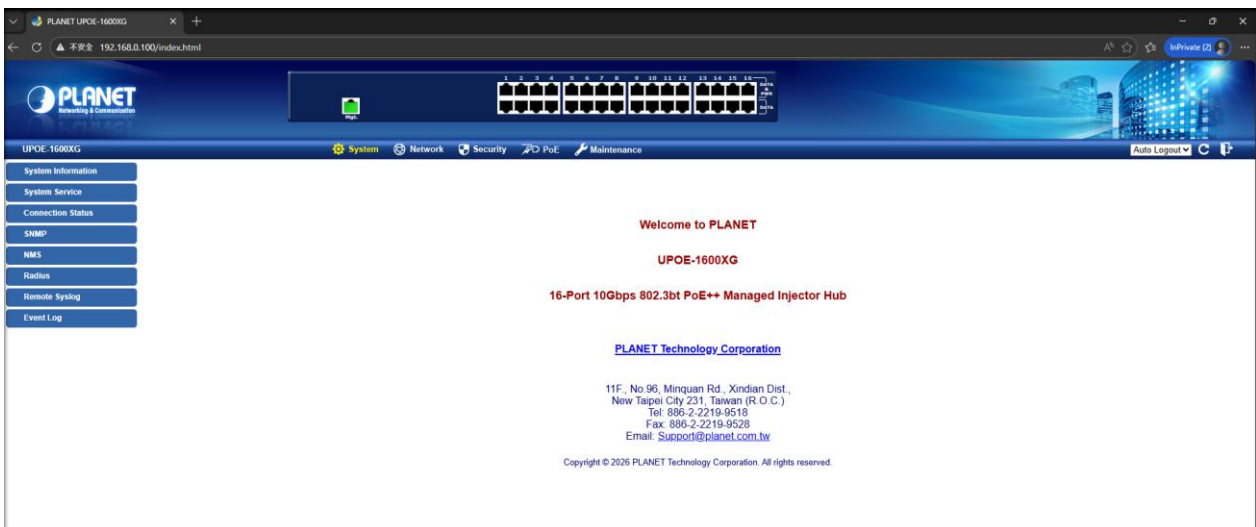 PLANET UPOE-1600XG
不安全 192.168.0.100/index.html
InPrivate (2)
PLANET
Networking & Communication
1 2 3 4 5 6 7 8 9 10 11 12 13 14 15 16
DATA & PWR
DATA
Mgt.
UPOE-1600XG
System Network Security PoE Maintenance
Auto Logout
System Information
System Service
Connection Status
SNMP
NMS
Radius
Remote Syslog
Event Log
Welcome to PLANET
UPOE-1600XG
16-Port 10Gbps 802.3bt PoE++ Managed Injector Hub
PLANET Technology Corporation
11F., No.96, Minquan Rd., Xindian Dist.,
New Taipei City 231, Taiwan (R.O.C.)
Tel: 886-2-2219-9518
Fax: 886-2-2219-9528
Email: Support@planet.com.tw
Copyright © 2026 PLANET Technology Corporation. All rights reserved.